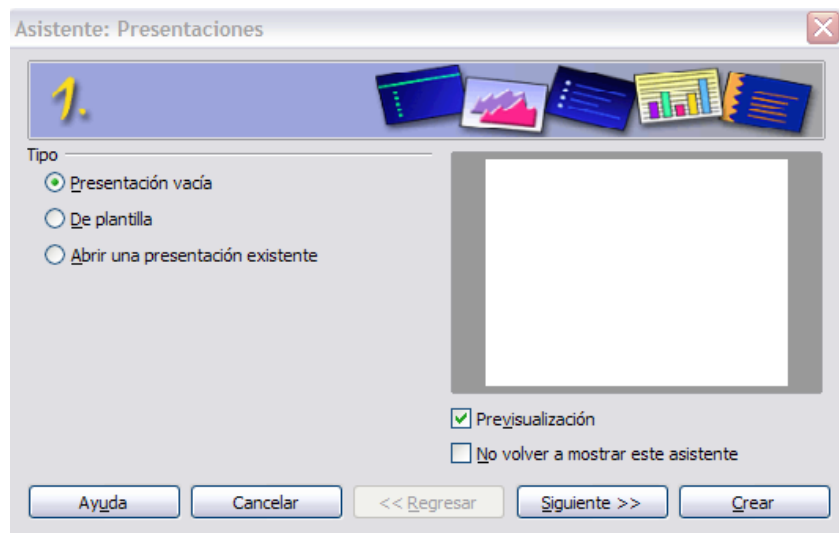 Asistente: Presentaciones
1.
Tipo
Presentación vacía
De plantilla
Abrir una presentación existente
Previsualización
No volver a mostrar este asistente
Ayuda
Cancelar
<< Regresar
Siguiente >>
Crear